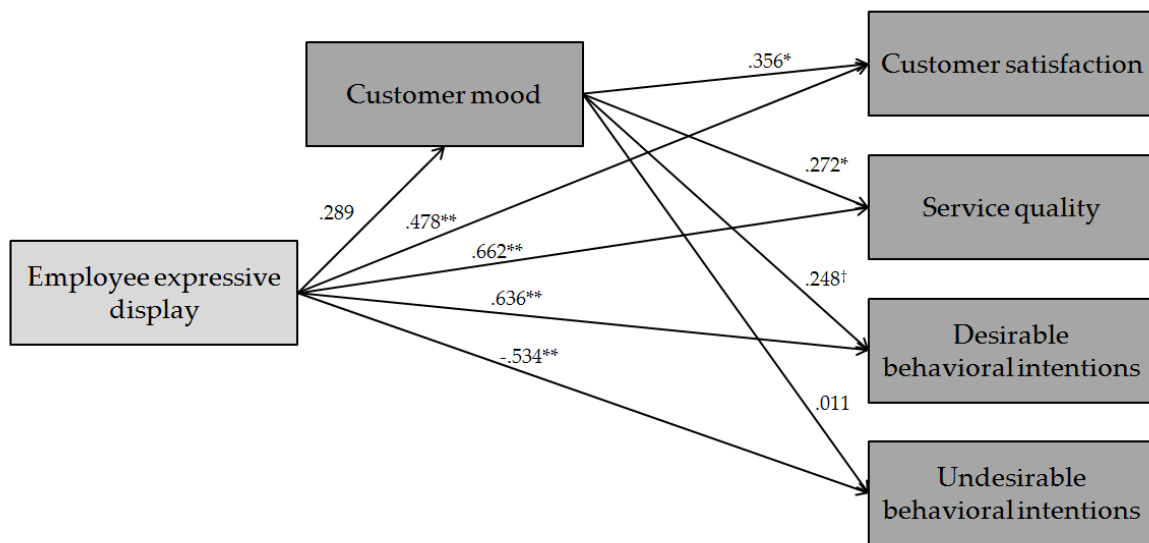 Customer mood
Customer satisfaction
.356*
.272*
Service quality
.289
.478**
.662**
Employee expressive
display
.636**
.248†
Desirable
behavioral intentions
-.534**
.011
Undesirable
behavioral intentions